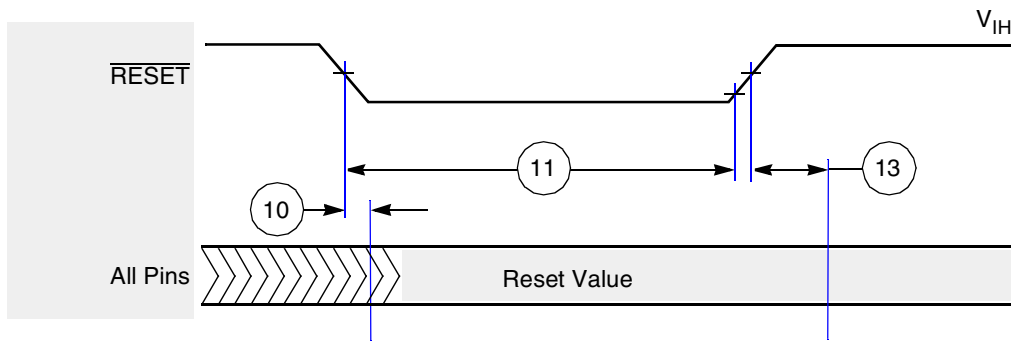 V_IH
RESET
11
13
10
All Pins
Reset Value